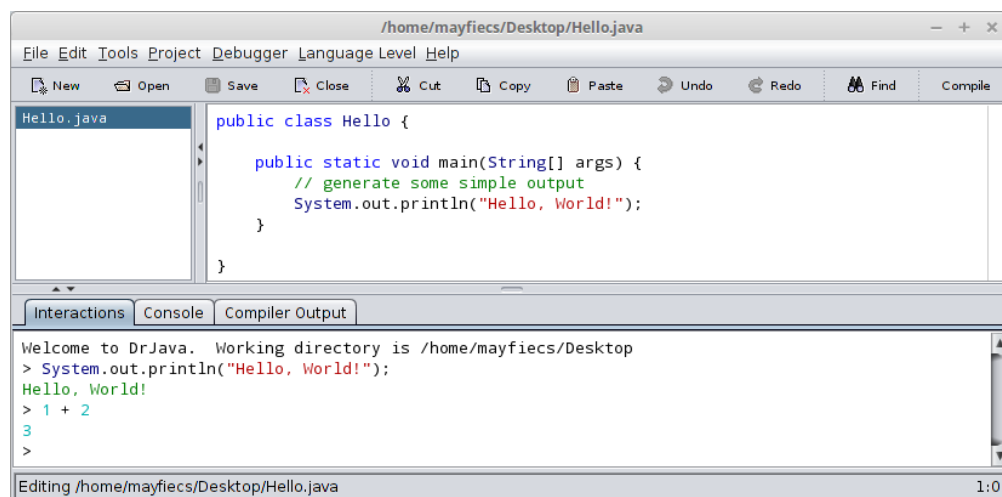 /home/mayfiecs/Desktop/Hello.java
File Edit Tools Project Debugger Language Level Help
New Open Save Close Cut Copy Paste Undo Redo Find Compile
Hello.java
public class Hello {
public static void main(String[] args) {
// generate some simple output
System.out.println("Hello, World!");
}
}
Interactions Console Compiler Output
Welcome to DrJava.  Working directory is /home/mayfiecs/Desktop
> System.out.println("Hello, World!");
Hello, World!
> 1 + 2
3
>
Editing /home/mayfiecs/Desktop/Hello.java 1:0